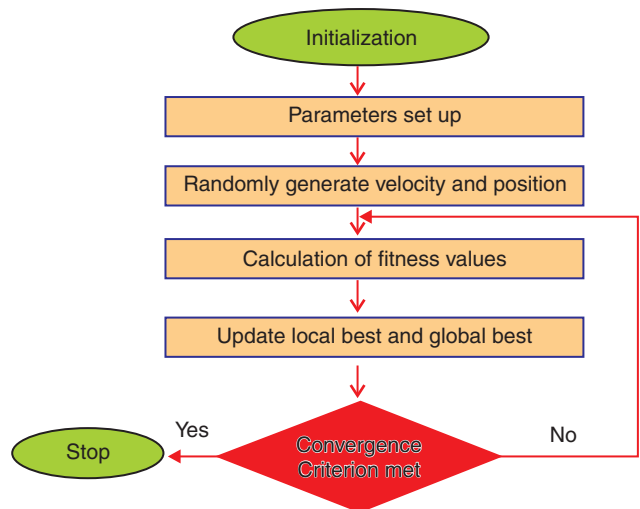 Initialization
Parameters set up
Randomly generate velocity and position
Calculation of fitness values
Update local best and global best
Yes
No
Stop
Convergence
Criterion met